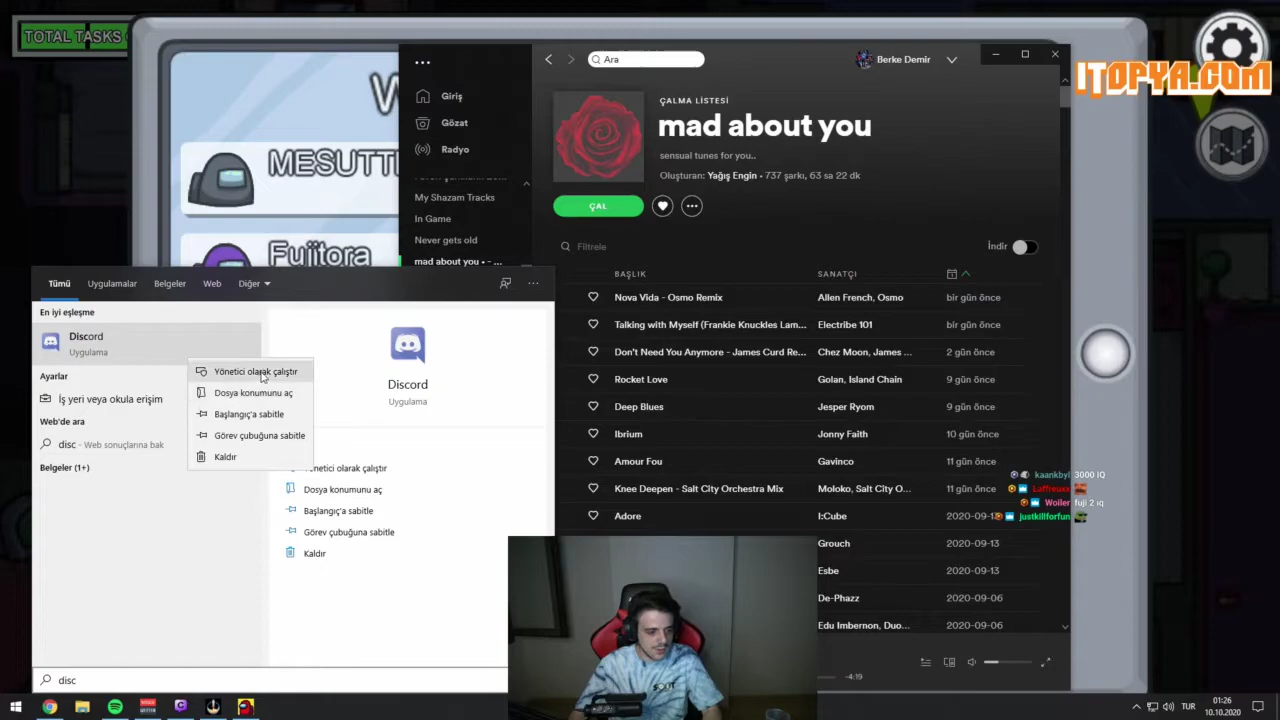 TOTAL TASKS
ITOPYA.COM
MESUTT
Fujitora
Ara
Berke Demir
Giriş
Gözat
Radyo
My Shazam Tracks
In Game
Never gets old
mad about you • - ...
ÇALMA LİSTESİ
mad about you
sensual tunes for you..
Oluşturan: Yağış Engin • 737 şarkı, 63 sa 22 dk
ÇAL
Filtrele
İndir
BAŞLIK SANATÇI
Nova Vida - Osmo Remix Allen French, Osmo bir gün önce
Talking with Myself (Frankie Knuckles Lam... Electribe 101 bir gün önce
Don't Need You Anymore - James Curd Re... Chez Moon, James ... 2 gün önce
Rocket Love Golan, Island Chain 9 gün önce
Deep Blues Jesper Ryom 9 gün önce
Ibrium Jonny Faith 10 gün önce
Amour Fou Gavinco 11 gün önce
Knee Deepen - Salt City Orchestra Mix Moloko, Salt City O... 11 gün önce
Adore I:Cube
Grouch 2020-09-13
Esbe 2020-09-13
De-Phazz 2020-09-06
Edu Imbernon, Duo... 2020-09-06
-4:19
kaankbyl 3000 IQ
Laffreuxx
Woiler fuji 2 iq
justkillforfun
Tümü Uygulamalar Belgeler Web Diğer
En iyi eşleşme
Discord
Uygulama
Ayarlar
İş yeri veya okula erişim
Web'de ara
disc - Web sonuçlarına bak
Belgeler (1+)
Yönetici olarak çalıştır
Dosya konumunu aç
Başlangıç'a sabitle
Görev çubuğuna sabitle
Kaldır
Discord
Uygulama
Yönetici olarak çalıştır
Dosya konumunu aç
Başlangıç'a sabitle
Görev çubuğuna sabitle
Kaldır
disc
TUR
01:26
10.10.2020